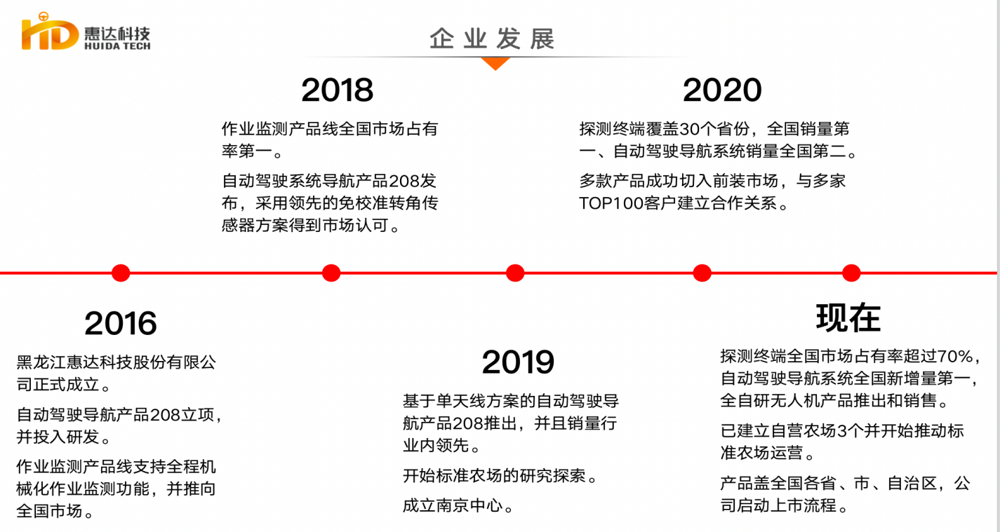 惠达科技
HUIDA TECH
企业发展
2018
作业监测产品线全国市场占有
率第一。
自动驾驶系统导航产品208发
布，采用领先的免校准转角传
感器方案得到市场认可。
2020
探测终端覆盖30个省份，全国销量第
一、自动驾驶导航系统销量全国第二。
多款产品成功切入前装市场，与多家
TOP100客户建立合作关系。
2016
黑龙江惠达科技股份有限公
司正式成立。
自动驾驶导航产品208立项，
并投入研发。
作业监测产品线支持全程机
械化作业监测功能，并推向
全国市场。
2019
基于单天线方案的自动驾驶导
航产品208推出，并且销量行
业内领先。
开始标准农场的研究探索。
成立南京中心。
现在
探测终端全国市场占有率超过70%，
自动驾驶导航系统全国新增量第一，
全自研无人机产品推出和销售。
已建立自营农场3个并开始推动标
准农场运营。
产品盖全国各省、市、自治区，公
司启动上市流程。